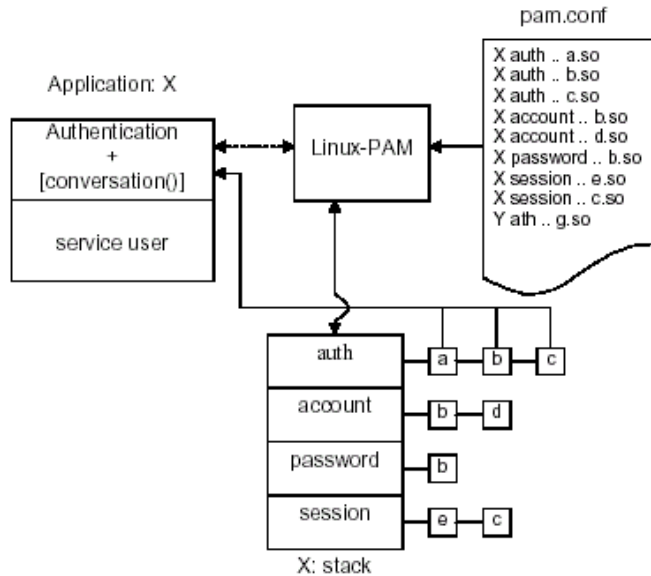 pam.conf
X auth .. a.so
X auth .. b.so
X auth .. c.so
X account .. b.so
X account .. d.so
X password .. b.so
X session .. e.so
X session .. c.so
Y ath .. g.so
Application: X
Authentication
+
[conversation()]
service user
Linux-PAM
auth
a
b
c
account
b
d
password
b
session
e
c
X: stack